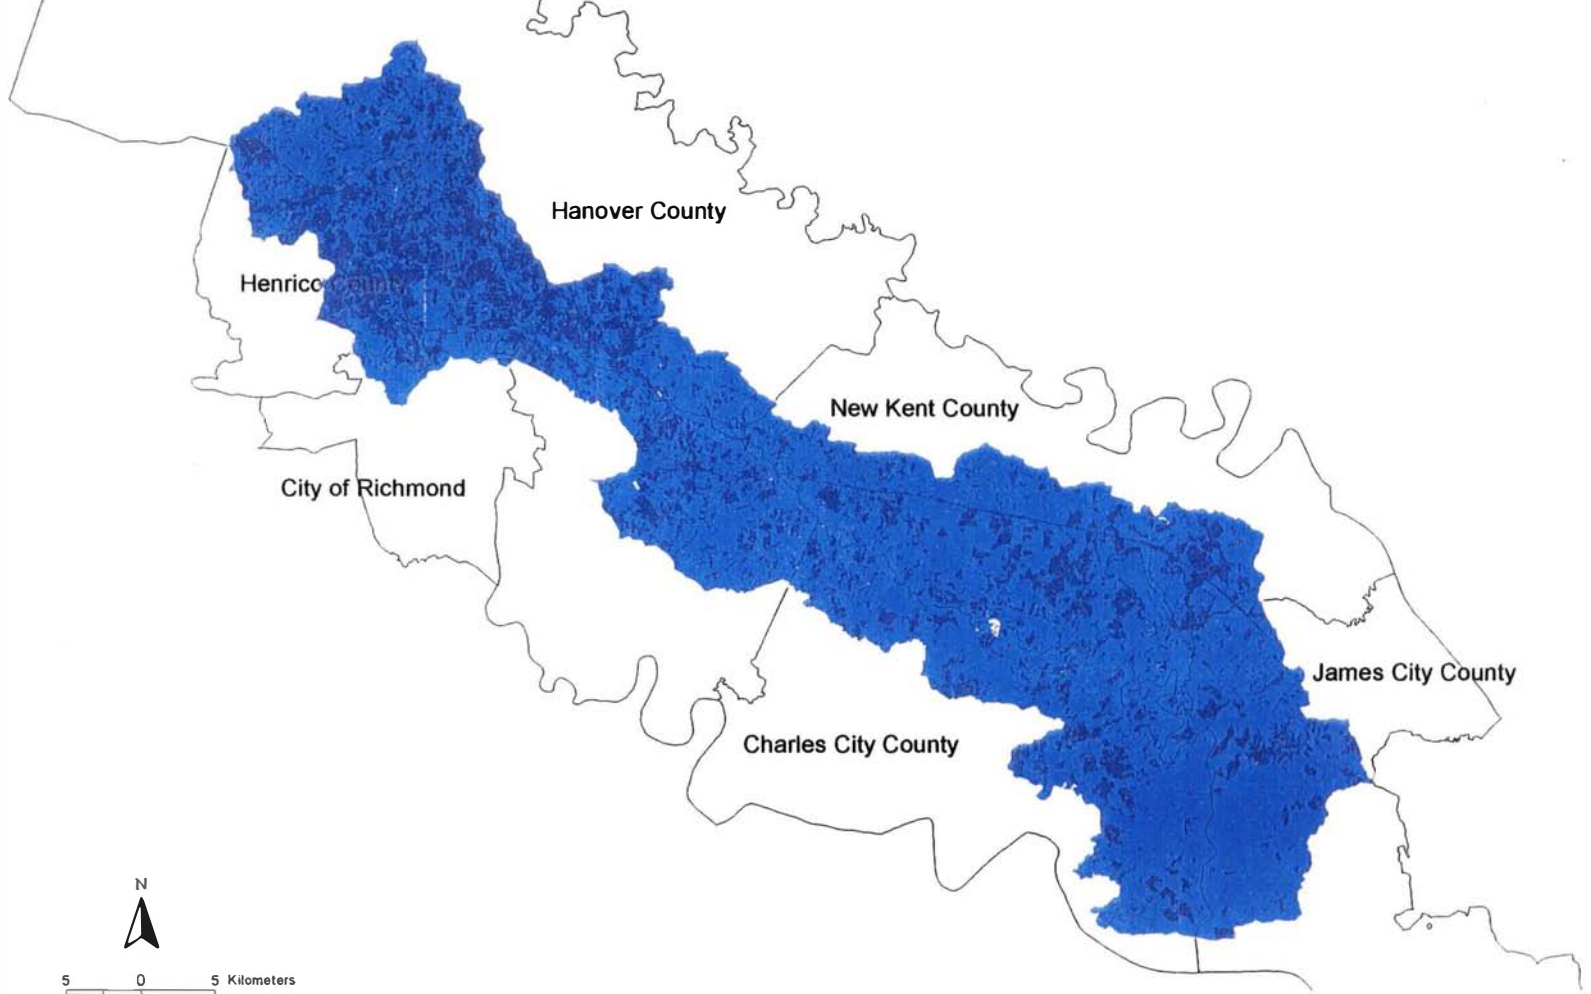 Hanover County
Henrico County
New Kent County
City of Richmond
James City County
Charles City County
N
5 0 5 Kilometers